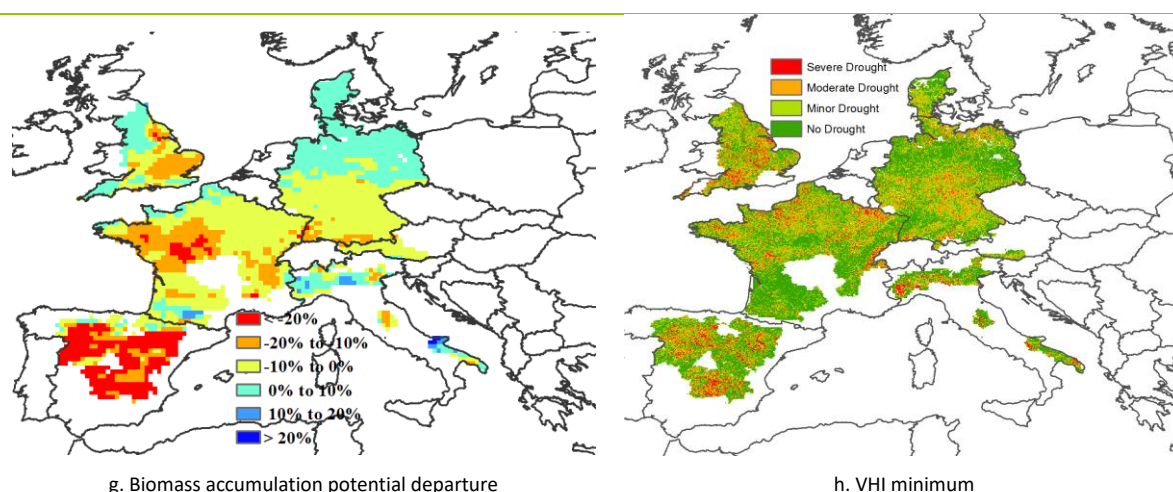 Severe Drought
Moderate Drought
Minor Drought
No Drought
< -20%
-20% to -10%
-10% to 0%
0% to 10%
10% to 20%
> 20%
g. Biomass accumulation potential departure
h. VHI minimum